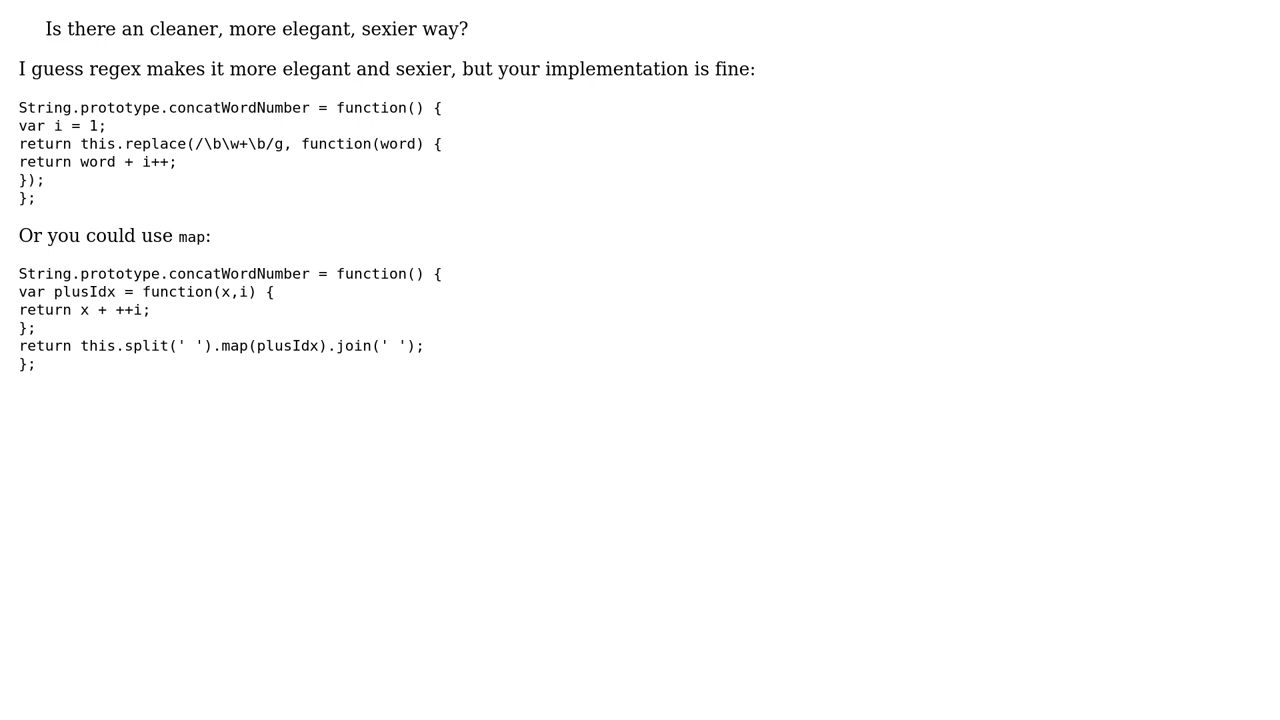 Is there an cleaner, more elegant, sexier way?
I guess regex makes it more elegant and sexier, but your implementation is fine:
String.prototype.concatWordNumber = function() {
var i = 1;
return this.replace(/\b\w+\b/g, function(word) {
return word + i++;
});
};
Or you could use map:
String.prototype.concatWordNumber = function() {
var plusIdx = function(x,i) {
return x + ++i;
};
return this.split(' ').map(plusIdx).join(' ');
};